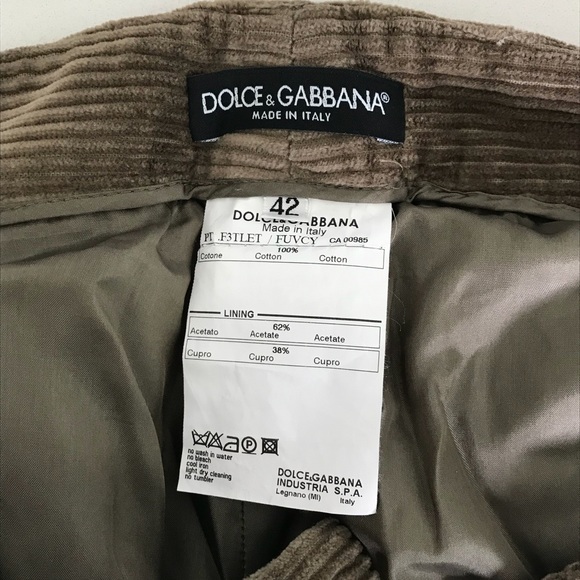 DOLCE & GABBANA®
MADE IN ITALY
42
DOLCE&GABBANA
Made in Italy
F3TLET / FUVCY CA 00985
100%
Cotone Cotton Cotton
LINING
62%
Acetato Acetate Acetate
38%
Cupro Cupro Cupro
A P
no wash in water
no bleach
cool iron
light dry cleaning
no tumbler
DOLCE&GABBANA
INDUSTRIA S.P.A.
Legnano (MI) Italy